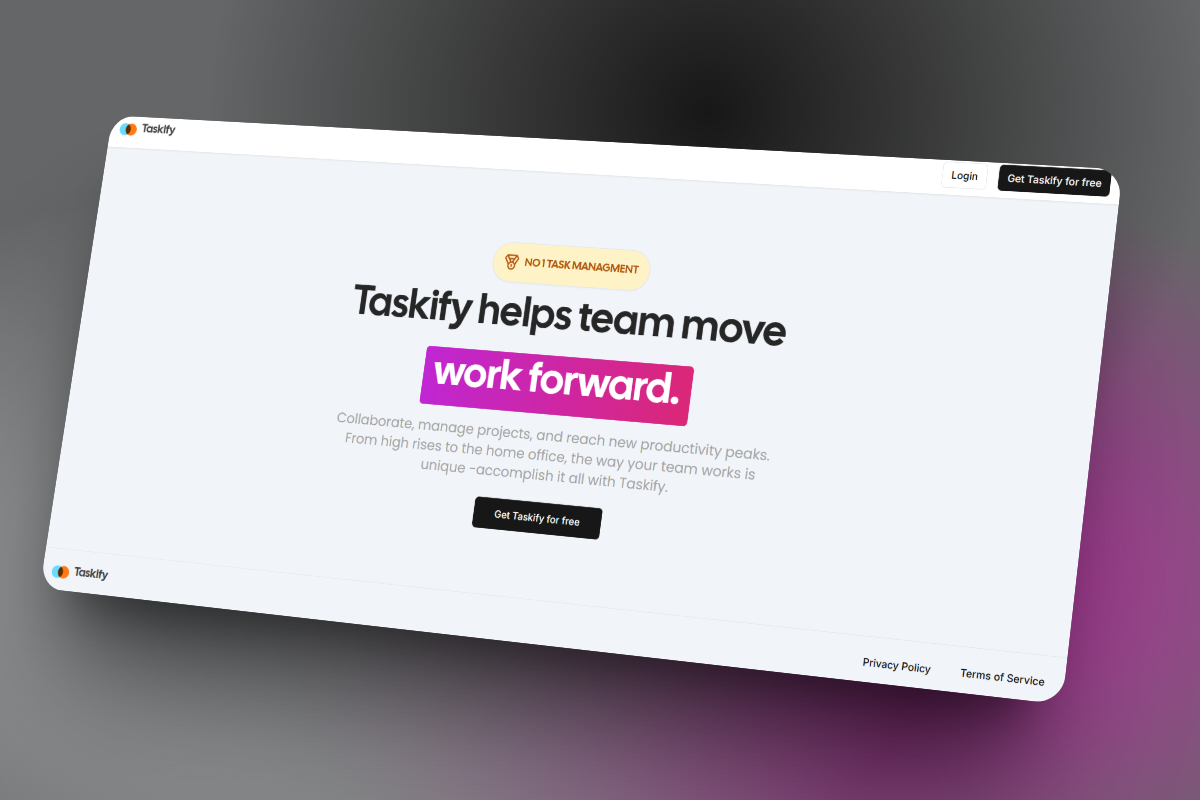 Taskify
Login
Get Taskify for free
NO 1 TASK MANAGMENT
Taskify helps team move
work forward.
Collaborate, manage projects, and reach new productivity peaks.
From high rises to the home office, the way your team works is
unique -accomplish it all with Taskify.
Get Taskify for free
Taskify
Privacy Policy
Terms of Service